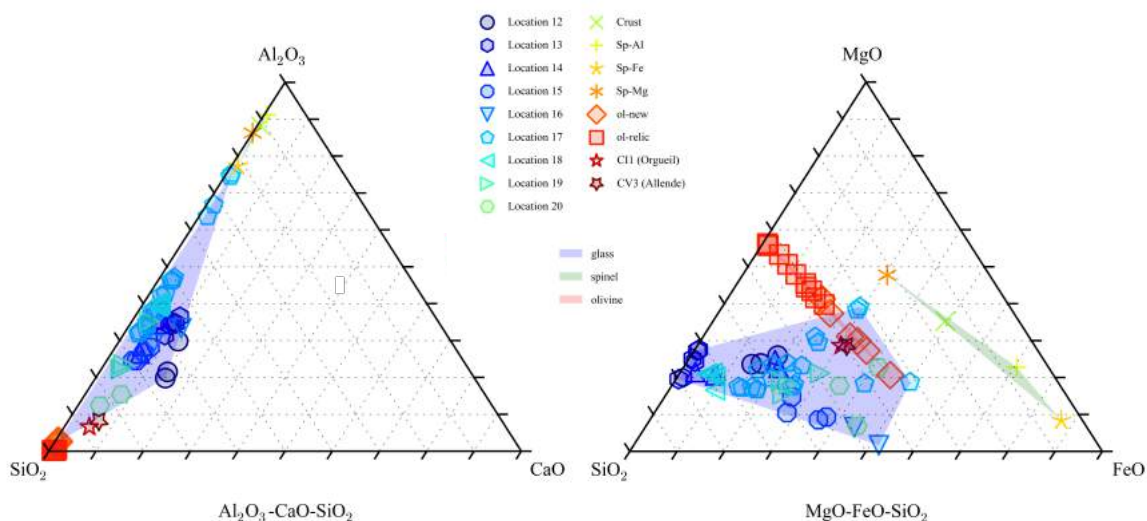 Location 12
Location 13
Location 14
Location 15
Location 16
Location 17
Location 18
Location 19
Location 20
Crust
Sp-Al
Sp-Fe
Sp-Mg
ol-new
ol-relic
CI1 (Orgueil)
CV3 (Allende)
glass
spinel
olivine
Al₂O₃
SiO₂
CaO
Al₂O₃-CaO-SiO₂
MgO
SiO₂
FeO
MgO-FeO-SiO₂